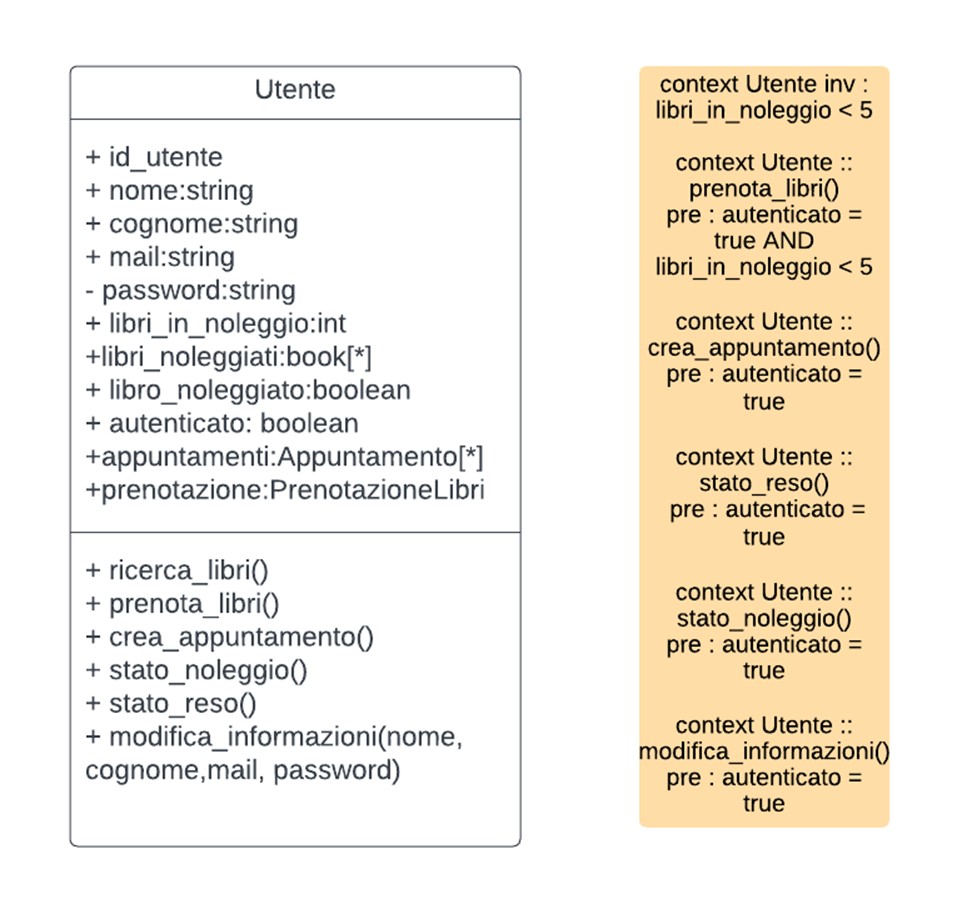 Utente
+ id_utente
+ nome:string
+ cognome:string
+ mail:string
- password:string
+ libri_in_noleggio:int
+libri_noleggiati:book[*]
+ libro_noleggiato:boolean
+ autenticato: boolean
+appuntamenti:Appuntamento[*]
+prenotazione:PrenotazioneLibri
+ ricerca_libri()
+ prenota_libri()
+ crea_appuntamento()
+ stato_noleggio()
+ stato_reso()
+ modifica_informazioni(nome,
cognome,mail, password)
context Utente inv :
libri_in_noleggio < 5
context Utente ::
prenota_libri()
pre : autenticato =
true AND
libri_in_noleggio < 5
context Utente ::
crea_appuntamento()
pre : autenticato =
true
context Utente ::
stato_reso()
pre : autenticato =
true
context Utente ::
stato_noleggio()
pre : autenticato =
true
context Utente ::
modifica_informazioni()
pre : autenticato =
true